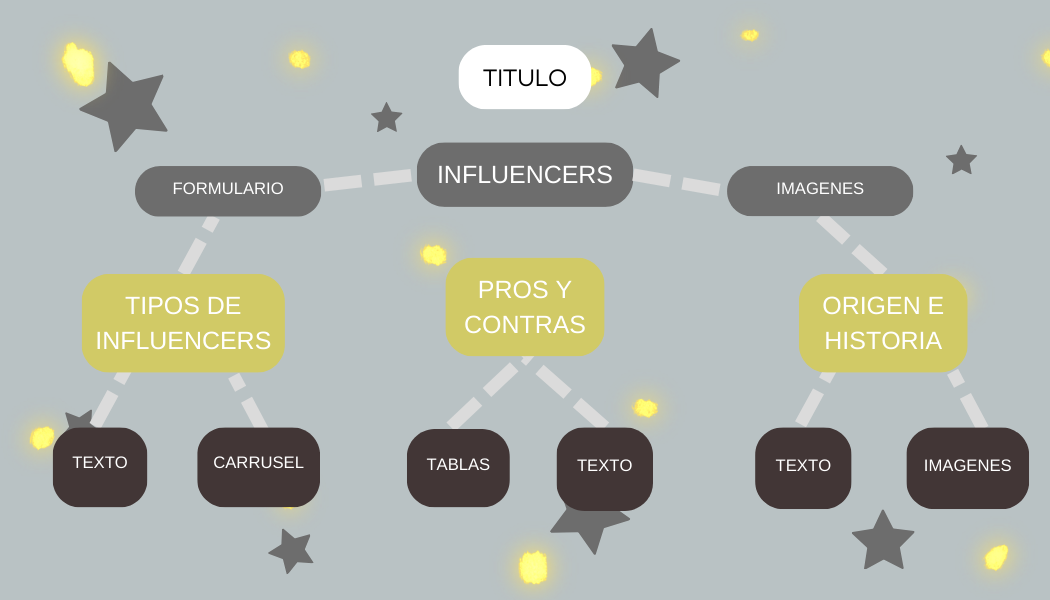 TITULO
INFLUENCERS
FORMULARIO
IMAGENES
TIPOS DE
INFLUENCERS
PROS Y
CONTRAS
ORIGEN E
HISTORIA
TEXTO
CARRUSEL
TABLAS
TEXTO
TEXTO
IMAGENES